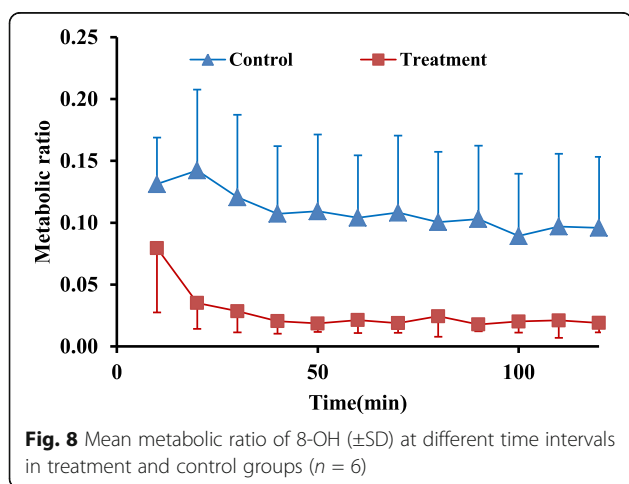 0.25
Control
Treatment
0.20
0.15
0.10
0.05
0.00
Metabolic ratio
0
50
100
Time(min)
Fig. 8 Mean metabolic ratio of 8-OH (±SD) at different time intervals
in treatment and control groups (n = 6)